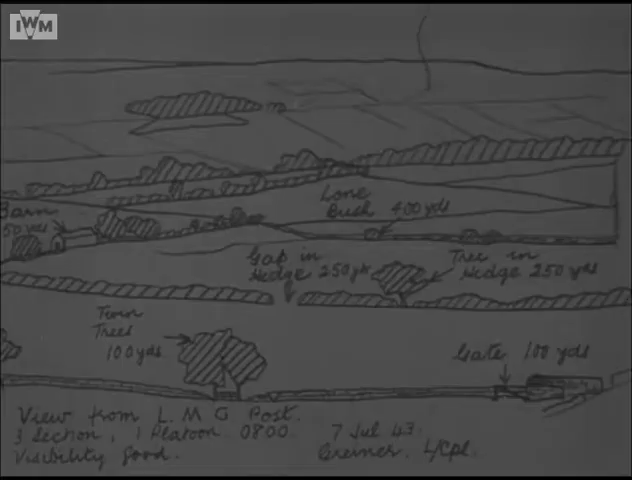 IWM
Lone
Bush 400 yds
Barn
50 yds
Gap in
Hedge 250 yds
Tree in
Hedge 250 yds
Twin
Trees
100 yds
Gate 100 yds
View from L. M. G Post.
3 Section, 1 Platoon 0800. 7 Jul 43.
Visibility good. L/Cpl.